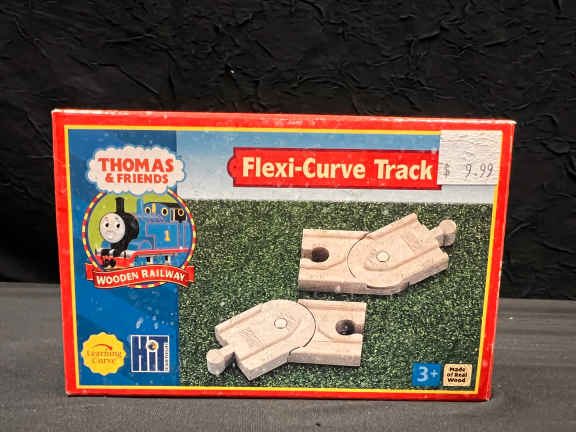 THOMAS
& FRIENDS
Flexi-Curve Track
$ 9.99
1
WOODEN RAILWAY
Learning
Curve
HiT
3+
Made
of Real
Wood